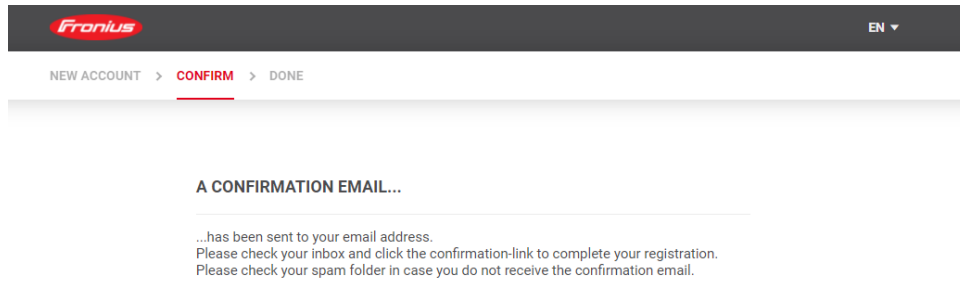 Fronius
EN
NEW ACCOUNT > CONFIRM > DONE
A CONFIRMATION EMAIL...
...has been sent to your email address.
Please check your inbox and click the confirmation-link to complete your registration.
Please check your spam folder in case you do not receive the confirmation email.